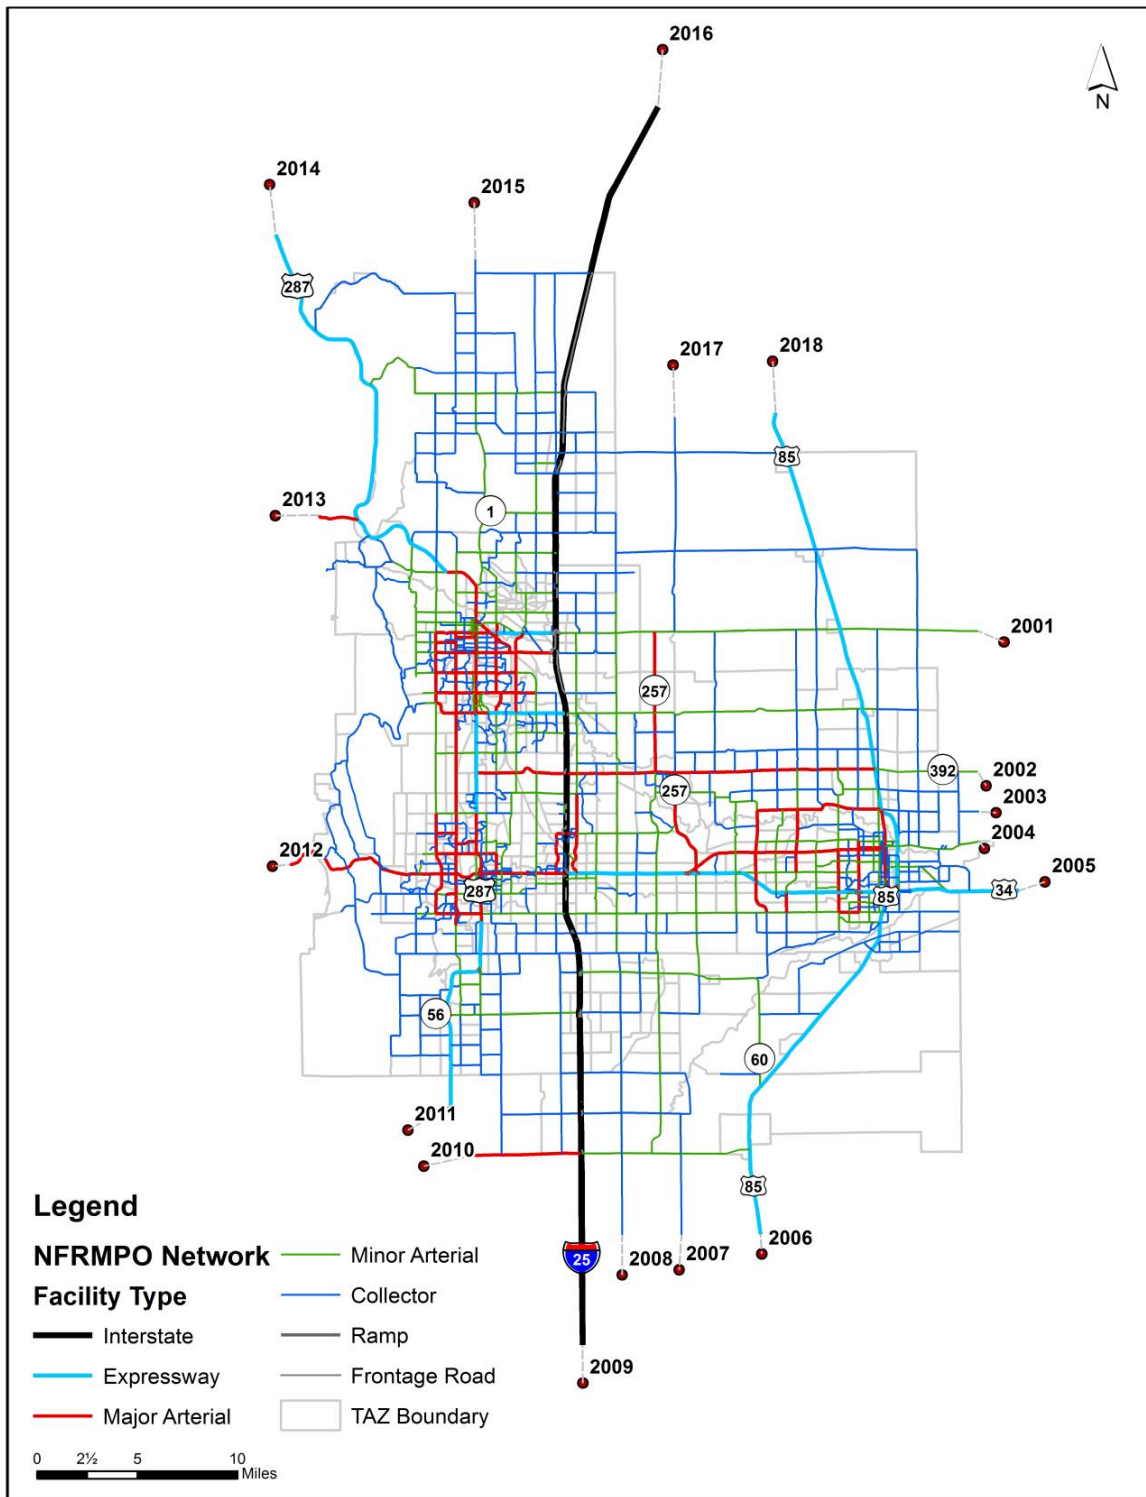 2016
N
2014
2015
287
2017
2018
85
2013
1
2001
257
392
2002
257
2003
2004
2012
287
85
34
2005
56
60
2011
2010
85
25
2008
2007
2006
2009
Legend
NFRMPO Network
Facility Type
Interstate
Expressway
Major Arterial
Minor Arterial
Collector
Ramp
Frontage Road
TAZ Boundary
0 2½ 5 10
Miles